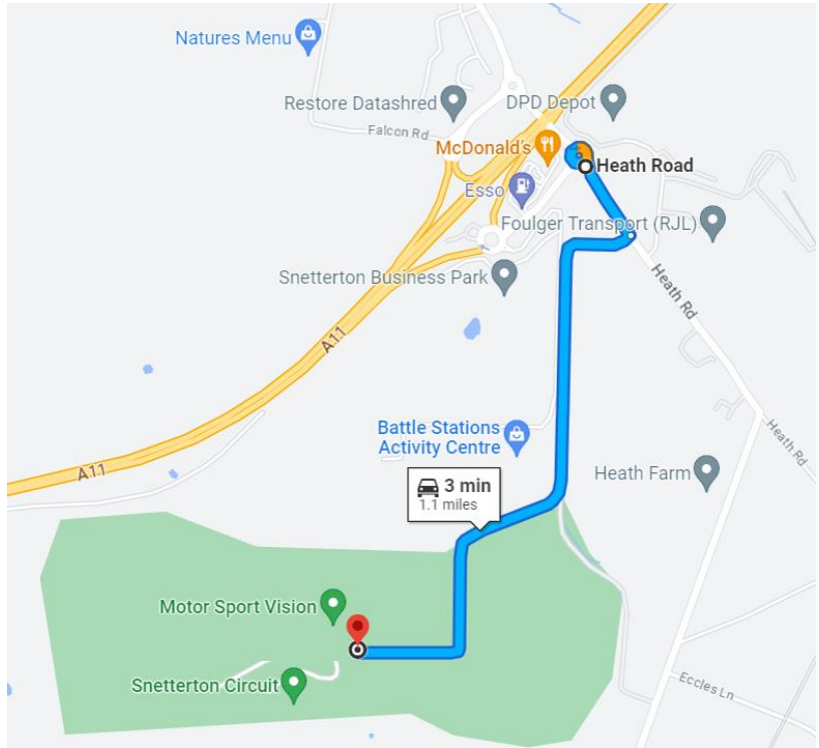 Natures Menu
Restore Datashred
DPD Depot
Falcon Rd
McDonald's
Heath Road
Esso
Foulger Transport (RJL)
Snetterton Business Park
Heath Rd
A11
Battle Stations
Activity Centre
Heath Rd
A11
Heath Farm
3 min
1.1 miles
Motor Sport Vision
Snetterton Circuit
Eccles Ln